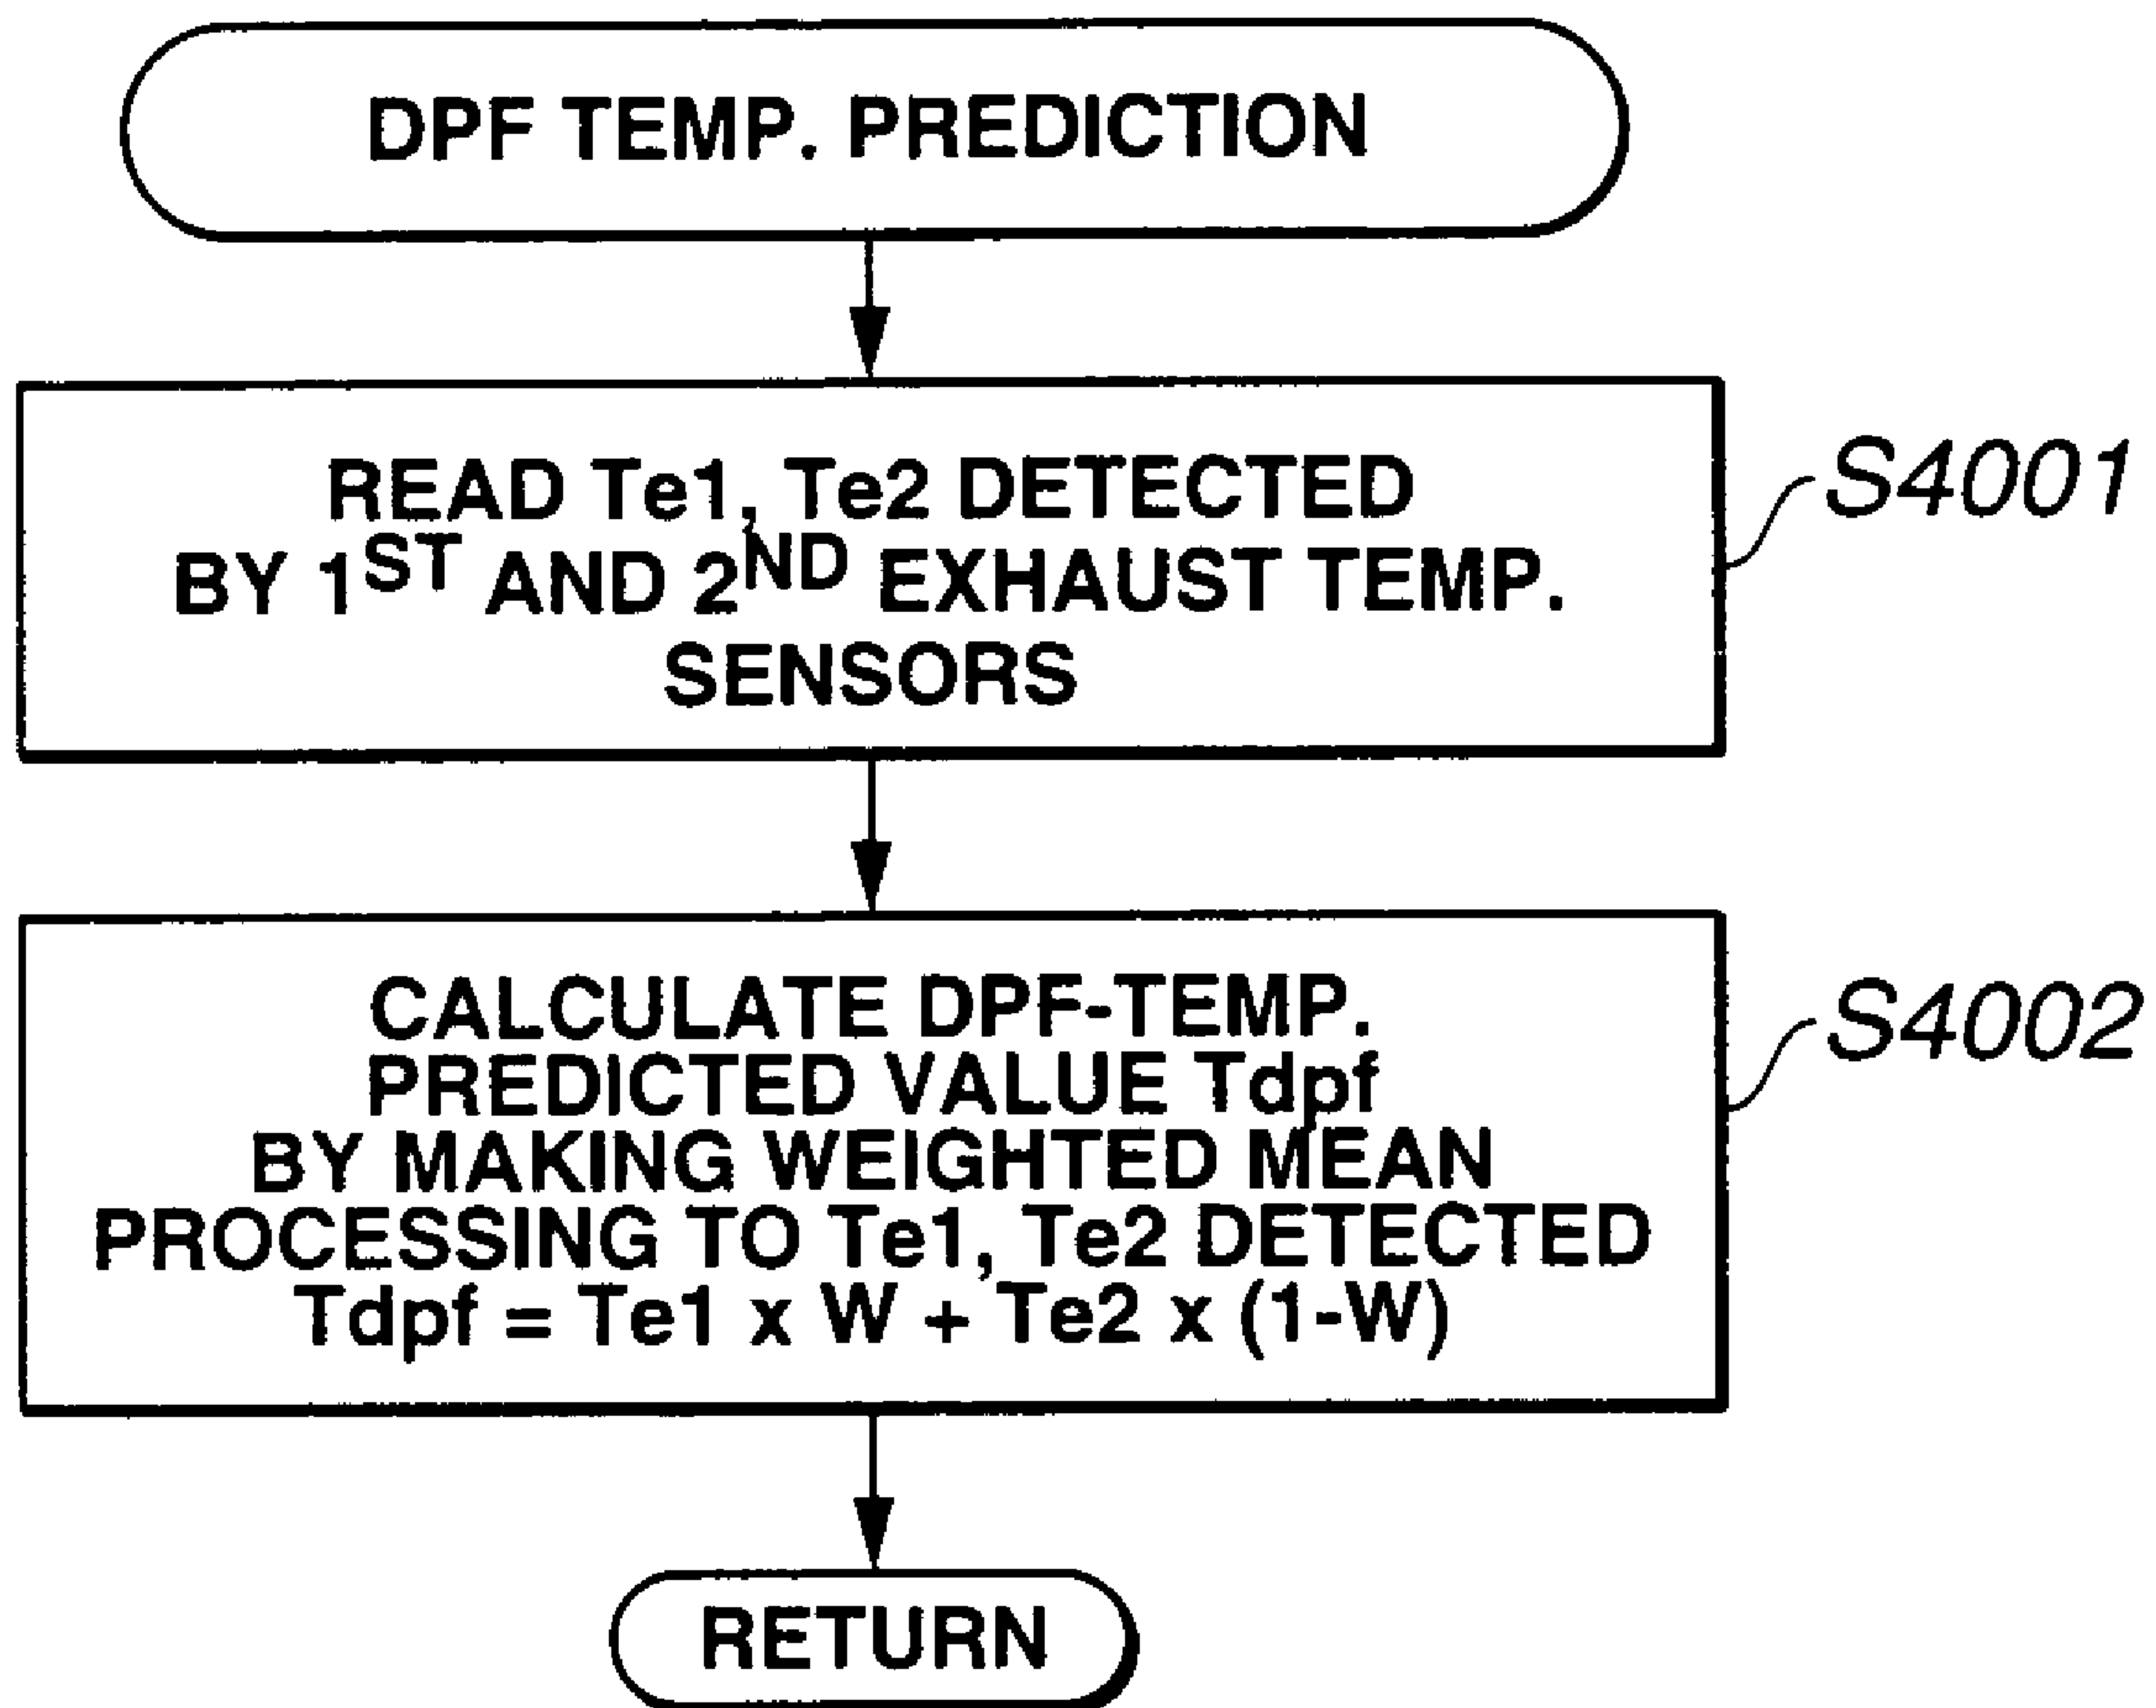 DPF TEMP. PREDICTION
READ Te1, Te2 DETECTED
BY 1ST AND 2ND EXHAUST TEMP.
SENSORS
S4001
CALCULATE DPF-TEMP.
PREDICTED VALUE Tdpf
BY MAKING WEIGHTED MEAN
PROCESSING TO Te1, Te2 DETECTED
Tdpf = Te1 x W + Te2 x (1-W)
S4002
RETURN